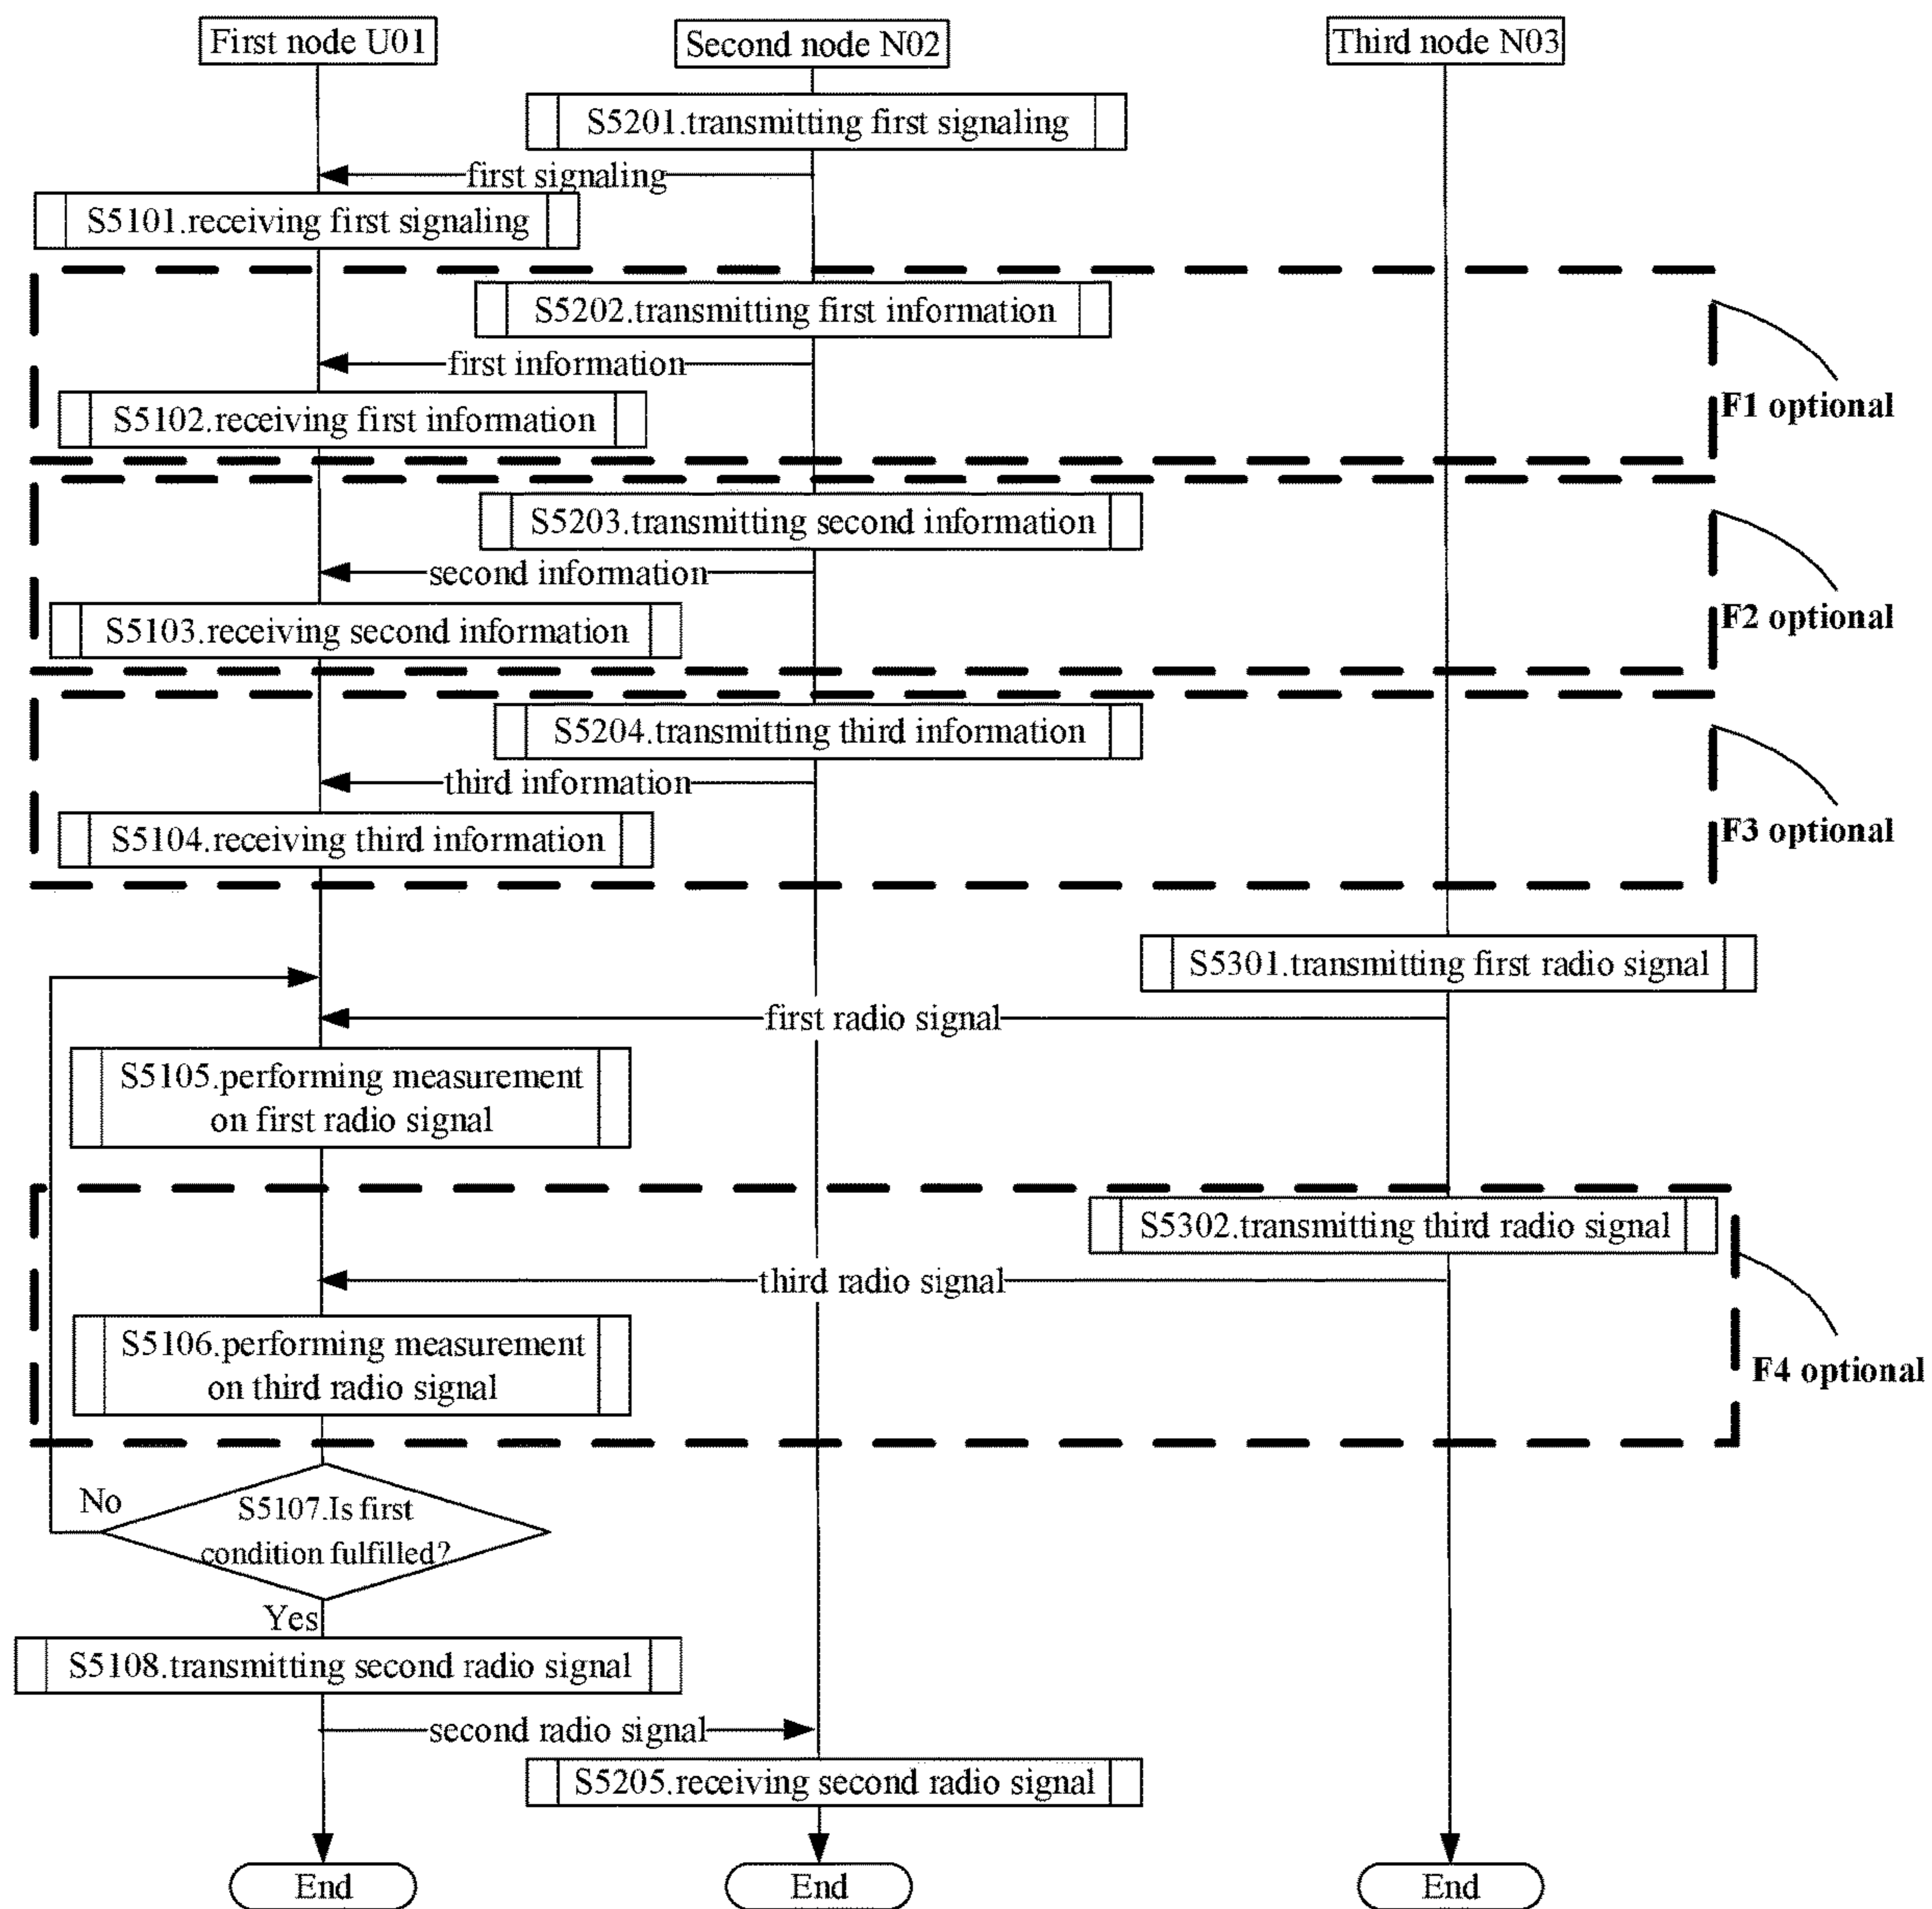 First node U01
Second node N02
Third node N03
S5201.transmitting first signaling
first signaling
S5101.receiving first signaling
S5202.transmitting first information
first information
F1 optional
S5102.receiving first information
S5203.transmitting second information
second information
F2 optional
S5103.receiving second information
S5204.transmitting third information
third information
F3 optional
S5104.receiving third information
S5301.transmitting first radio signal
first radio signal
S5105.performing measurement
on first radio signal
S5302.transmitting third radio signal
third radio signal
S5106.performing measurement
on third radio signal
F4 optional
No
S5107.Is first
condition fulfilled?
Yes
S5108.transmitting second radio signal
second radio signal
S5205.receiving second radio signal
End
End
End